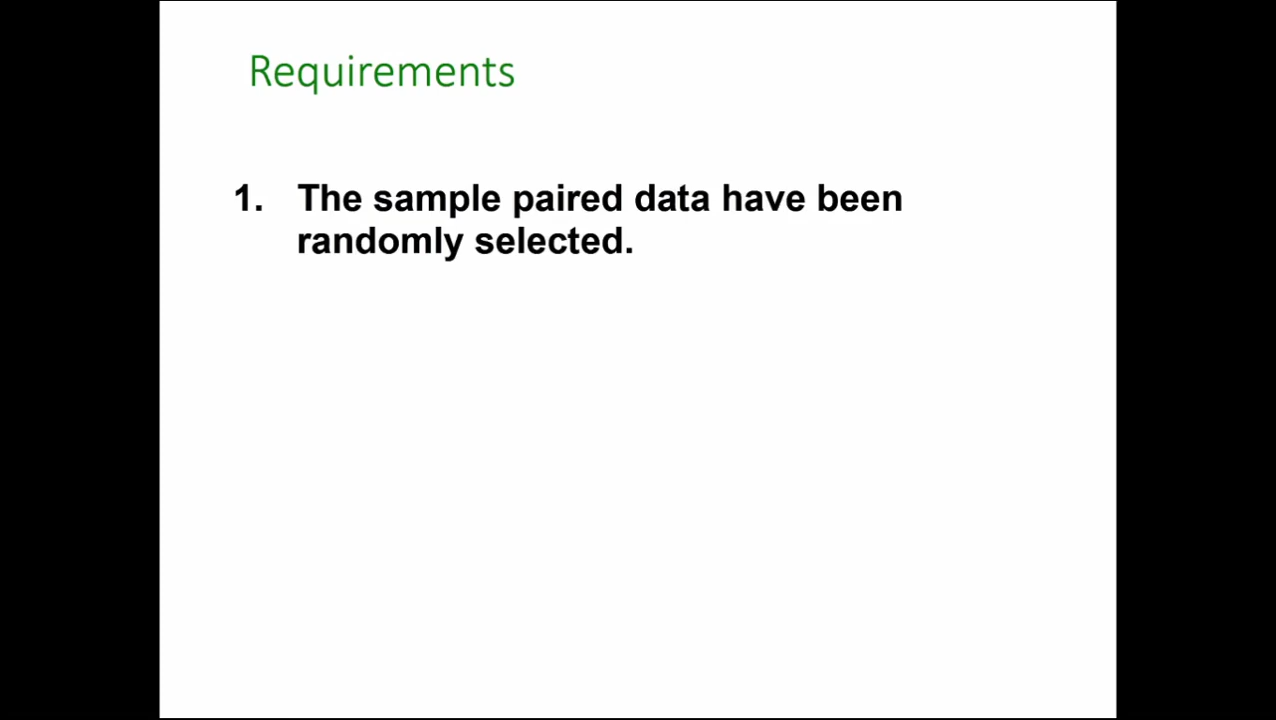 Requirements
1. The sample paired data have been
randomly selected.